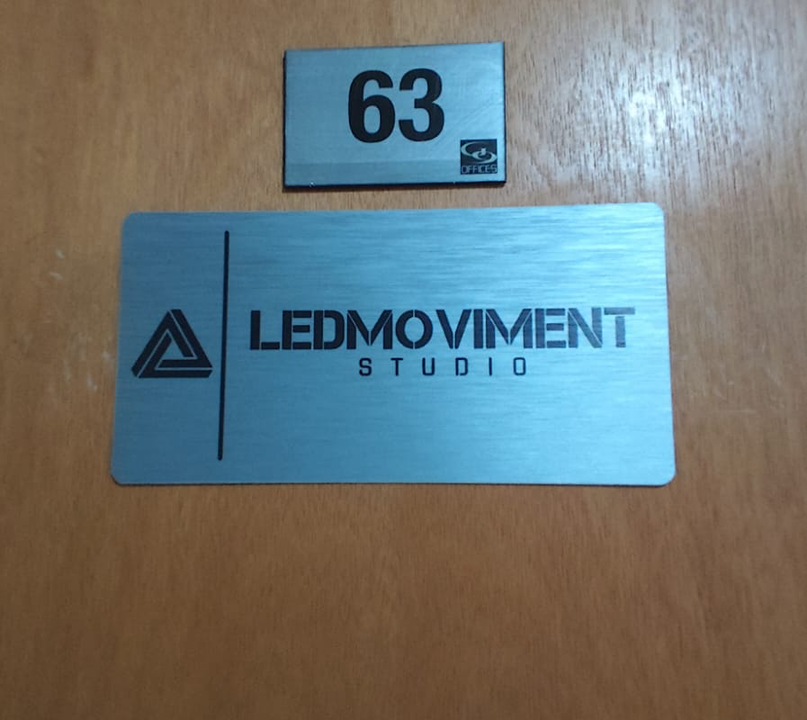 63
OFFICES
LEDMOVIMENT
STUDIO